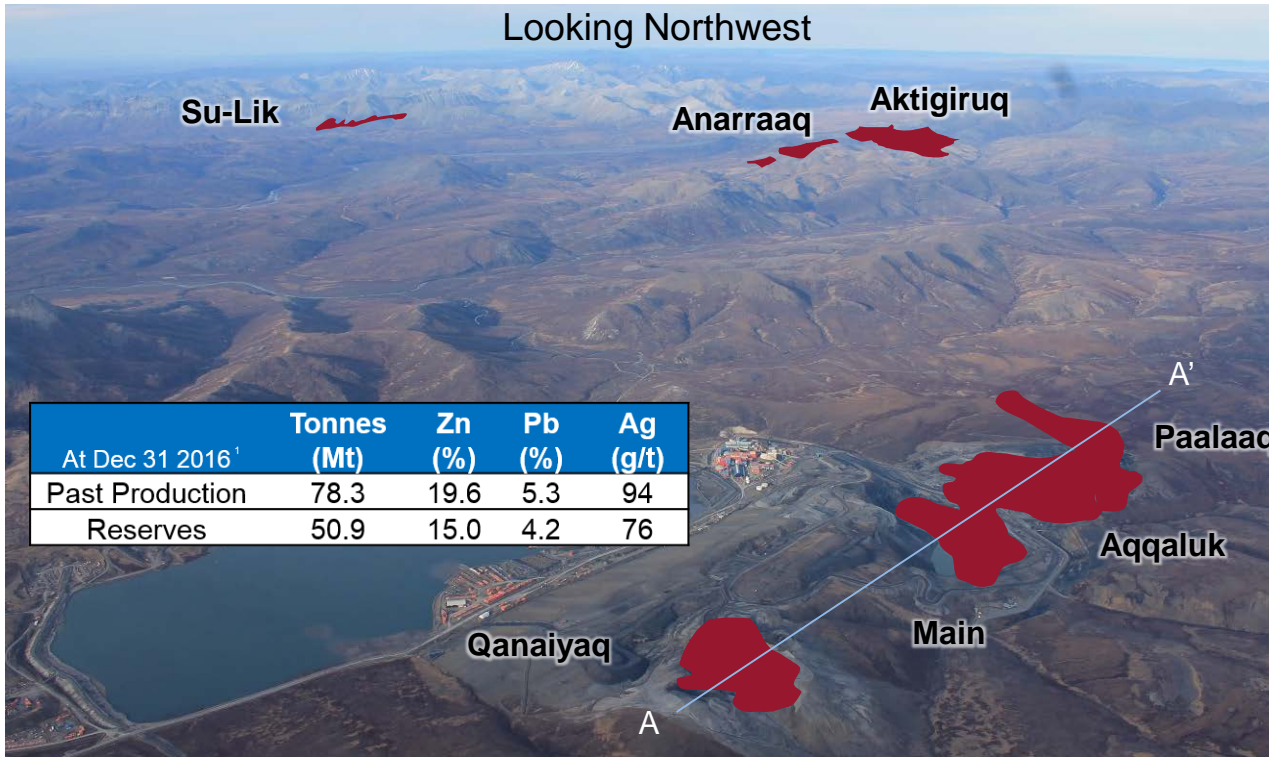 Looking Northwest
Su-Lik
Anarraaq
Aktigiruq
A’
Paalaaq
At Dec 31 2016¹ Tonnes (Mt) Zn (%) Pb (%) Ag (g/t)
Past Production 78.3 19.6 5.3 94
Reserves 50.9 15.0 4.2 76
Aqqaluk
Main
Qanaiyaq
A